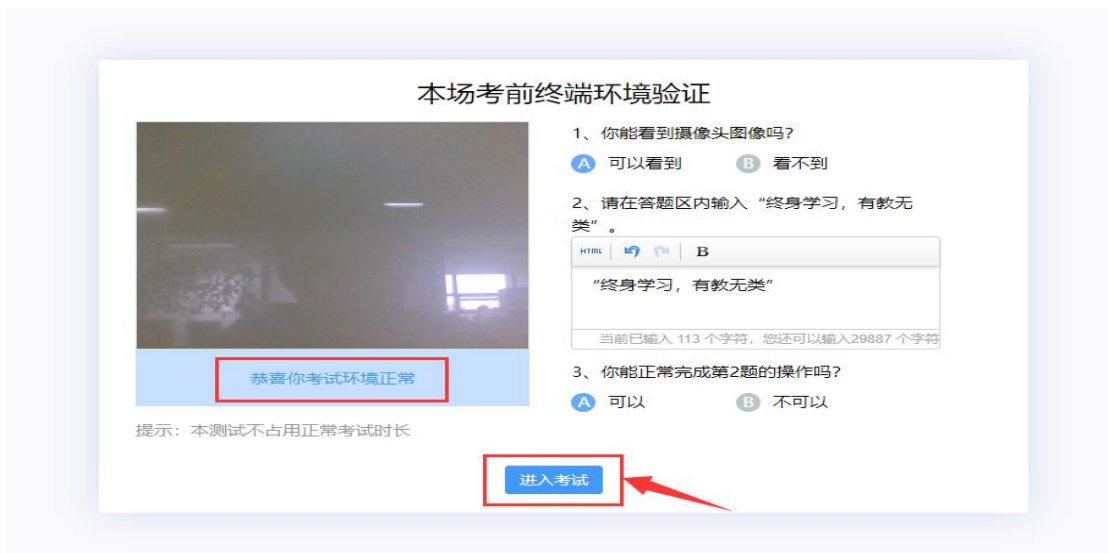 本场考前终端环境验证
1、你能看到摄像头图像吗?
A 可以看到 B 看不到
2、请在答题区内输入“终身学习，有教无
类”。
HTML B
“终身学习，有教无类”
当前已输入 113 个字符，您还可以输入29887 个字符
恭喜你考试环境正常
3、你能正常完成第2题的操作吗?
A 可以 B 不可以
提示：本测试不占用正常考试时长
进入考试